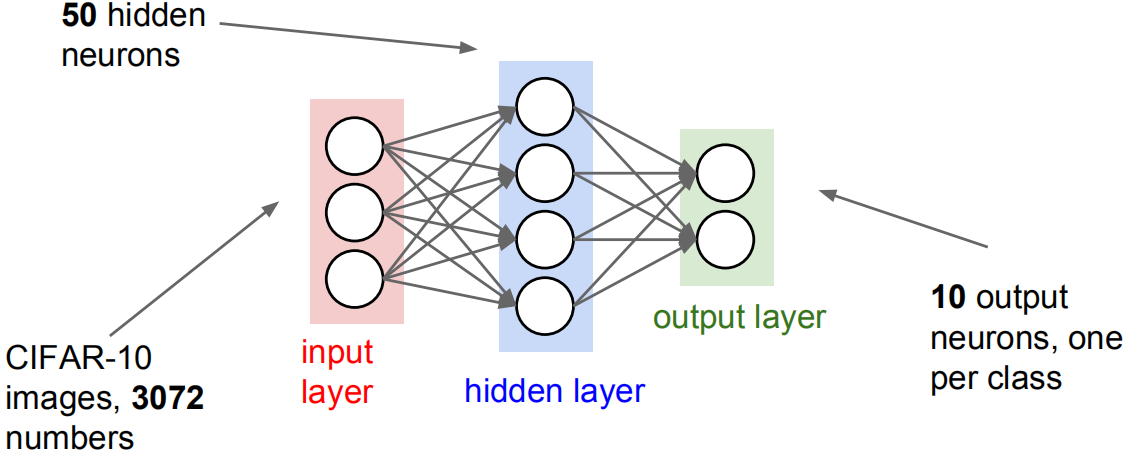 50 hidden
neurons
CIFAR-10
images, 3072
numbers
input
layer
hidden layer
output layer
10 output
neurons, one
per class